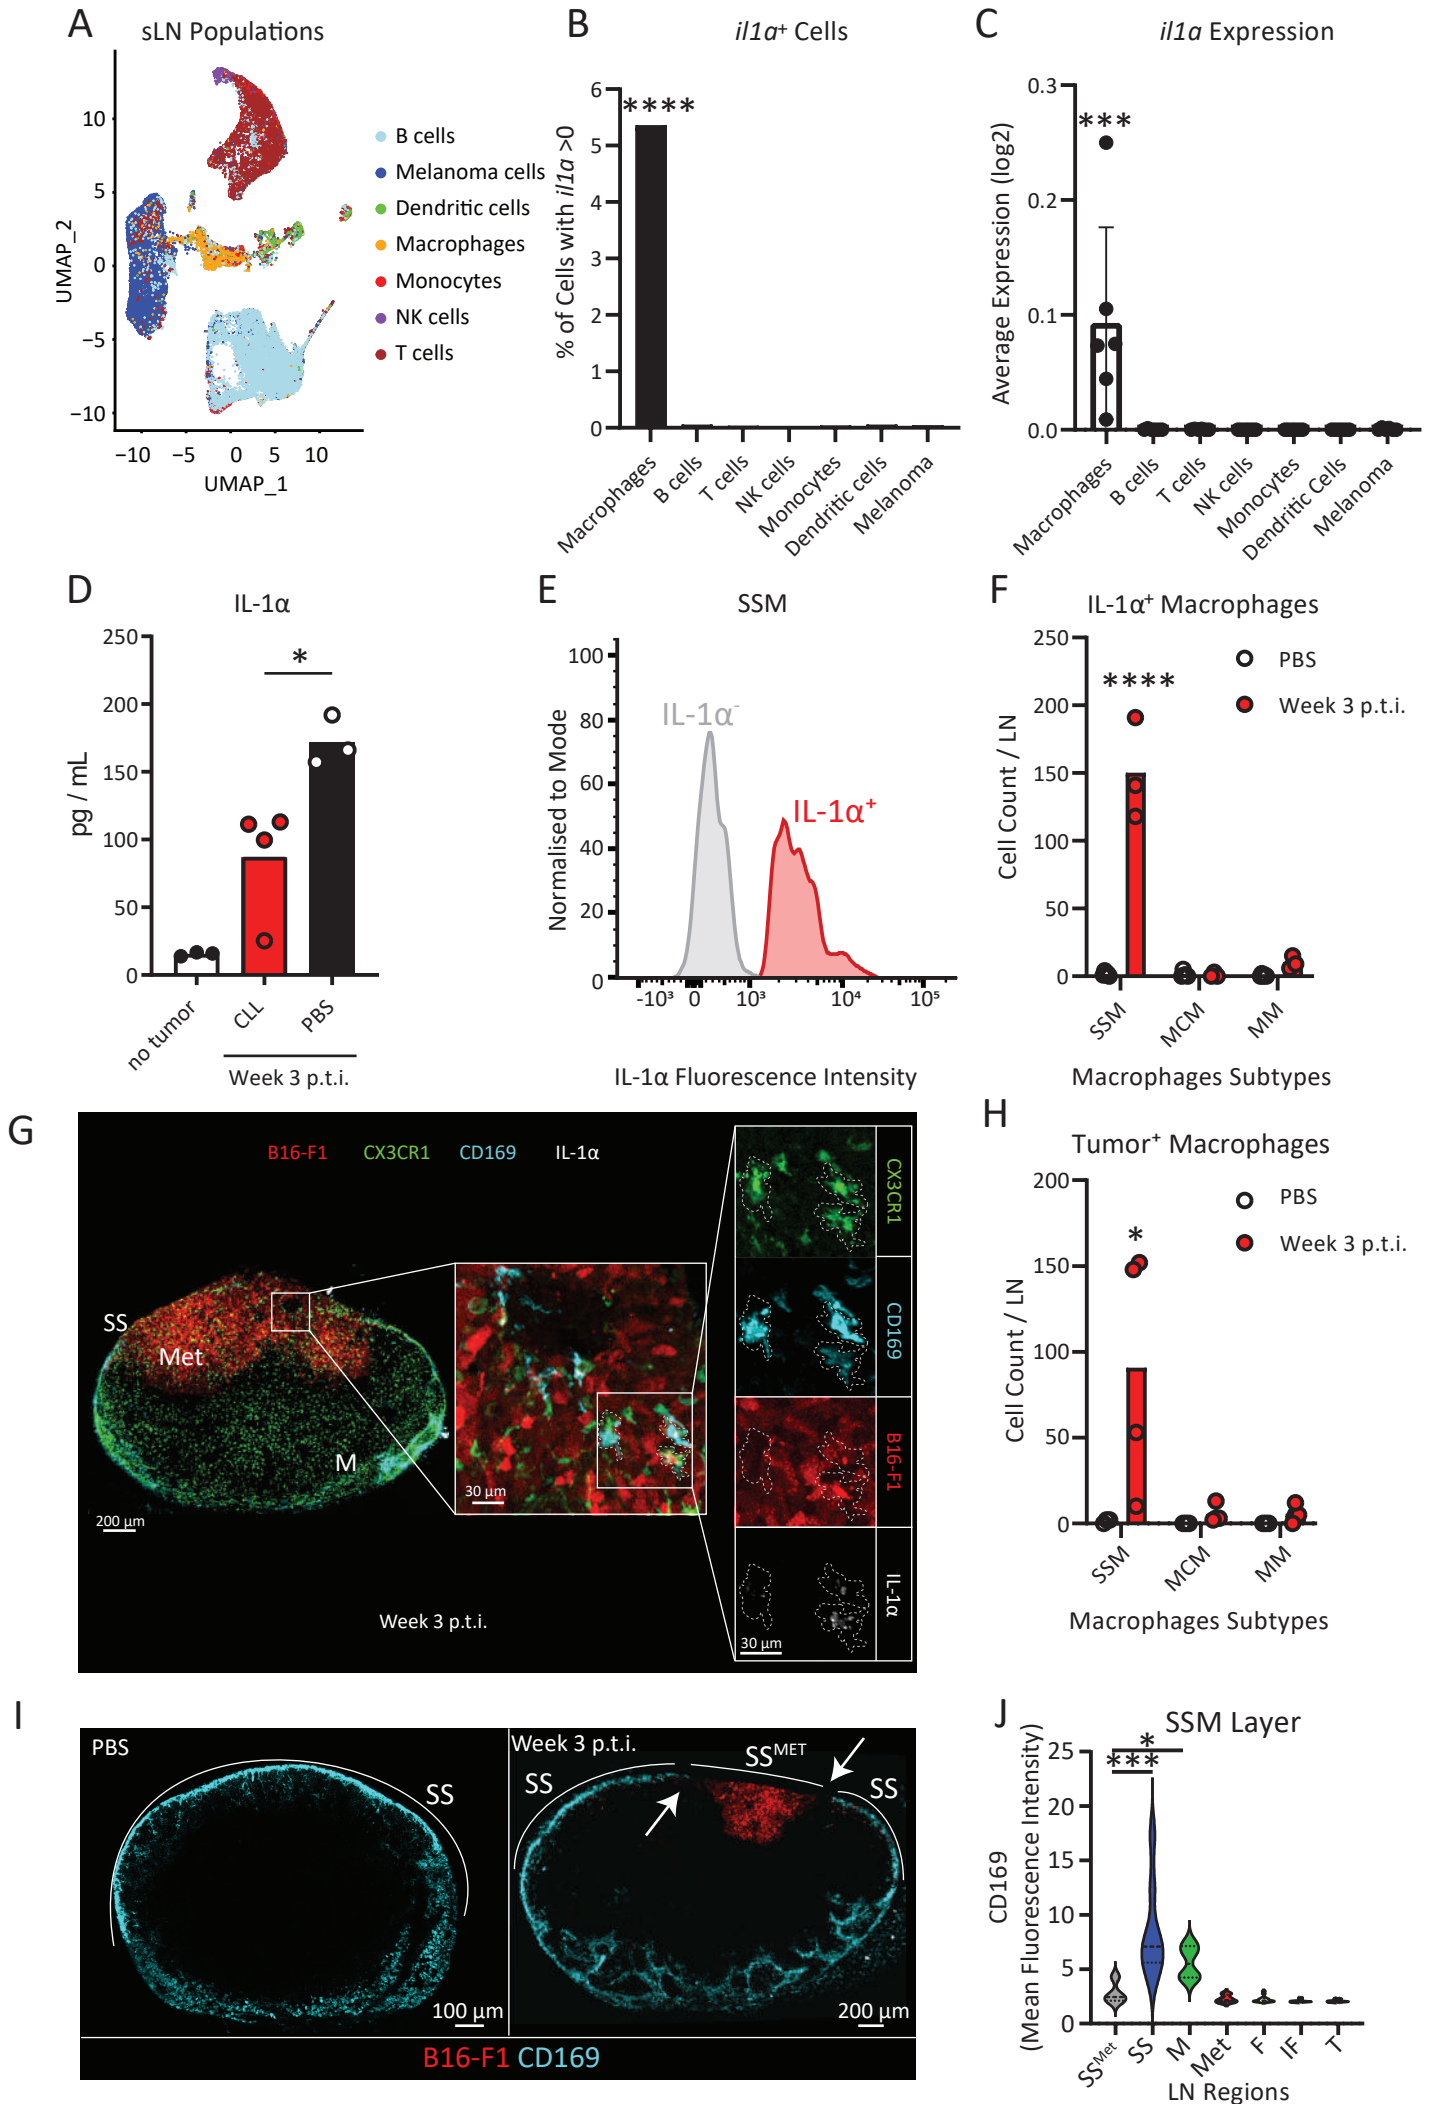 A
sLN Populations
UMAP_2
10
5
0
−5
−10
−10 −5 0 5 10
UMAP_1
B cells
Melanoma cells
Dendritic cells
Macrophages
Monocytes
NK cells
T cells
B
il1a+ Cells
% of Cells with il1a >0
6
5
4
3
2
1
0
****
Macrophages
B cells
T cells
NK cells
Monocytes
Dendritic cells
Melanoma
C
il1a Expression
Average Expression (log2)
0.3
0.2
0.1
0.0
***
Macrophages
B cells
T cells
NK cells
Monocytes
Dendritic Cells
Melanoma
D
IL-1α
pg / mL
250
200
150
100
50
0
*
no tumor
CLL
PBS
Week 3 p.t.i.
E
SSM
Normalised to Mode
100
80
60
40
20
0
IL-1α-
IL-1α+
-10³ 0 10³ 10⁴ 10⁵
IL-1α Fluorescence Intensity
F
IL-1α+ Macrophages
Cell Count / LN
250
200
150
100
50
0
PBS
Week 3 p.t.i.
****
SSM
MCM
MM
Macrophages Subtypes
G
B16-F1 CX3CR1 CD169 IL-1α
SS
Met
M
200 µm
30 µm
Week 3 p.t.i.
CX3CR1
CD169
B16-F1
IL-1α
30 µm
H
Tumor+ Macrophages
Cell Count / LN
200
150
100
50
0
PBS
Week 3 p.t.i.
*
SSM
MCM
MM
Macrophages Subtypes
I
PBS
SS
100 µm
Week 3 p.t.i.
SS
SSMET
SS
200 µm
B16-F1 CD169
J
SSM Layer
CD169
(Mean Fluorescence Intensity)
25
20
15
10
5
0
*
***
SSMet
SS
M
Met
F
IF
T
LN Regions